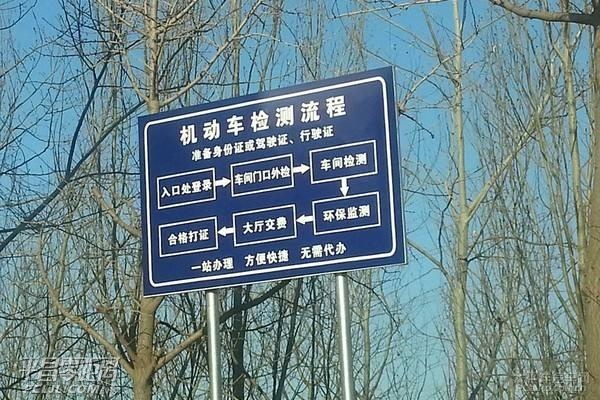 机动车检测流程
准备身份证或驾驶证、行驶证
入口处登录 车间门口外检 车间检测
合格打证 大厅交费 环保监测
一站办理 方便快捷 无需代办